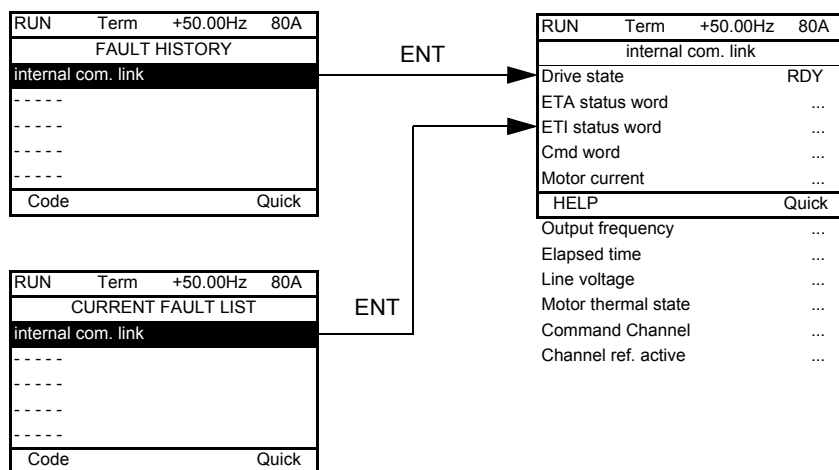 RUN Term +50.00Hz 80A
FAULT HISTORY
internal com. link
- - - - -
- - - - -
- - - - -
- - - - -
Code Quick
ENT
RUN Term +50.00Hz 80A
CURRENT FAULT LIST
internal com. link
- - - - -
- - - - -
- - - - -
- - - - -
Code Quick
ENT
RUN Term +50.00Hz 80A
internal com. link
Drive state RDY
ETA status word ...
ETI status word ...
Cmd word ...
Motor current ...
HELP Quick
Output frequency ...
Elapsed time ...
Line voltage ...
Motor thermal state ...
Command Channel ...
Channel ref. active ...